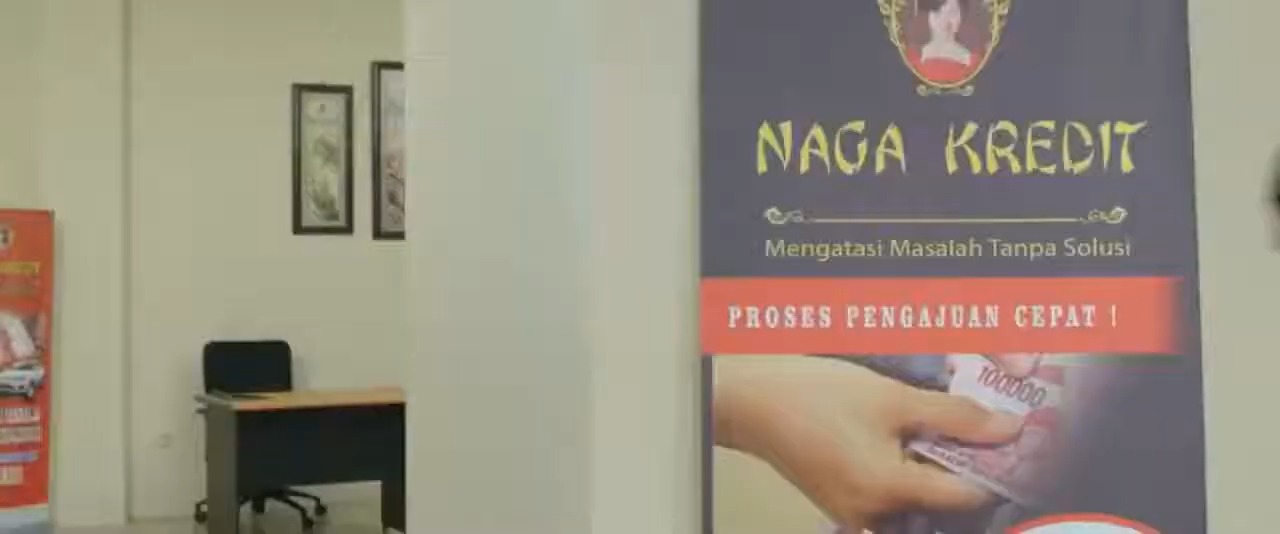 NAGA KREDIT
Mengatasi Masalah Tanpa Solusi
PROSES PENGAJUAN CEPAT !
100000